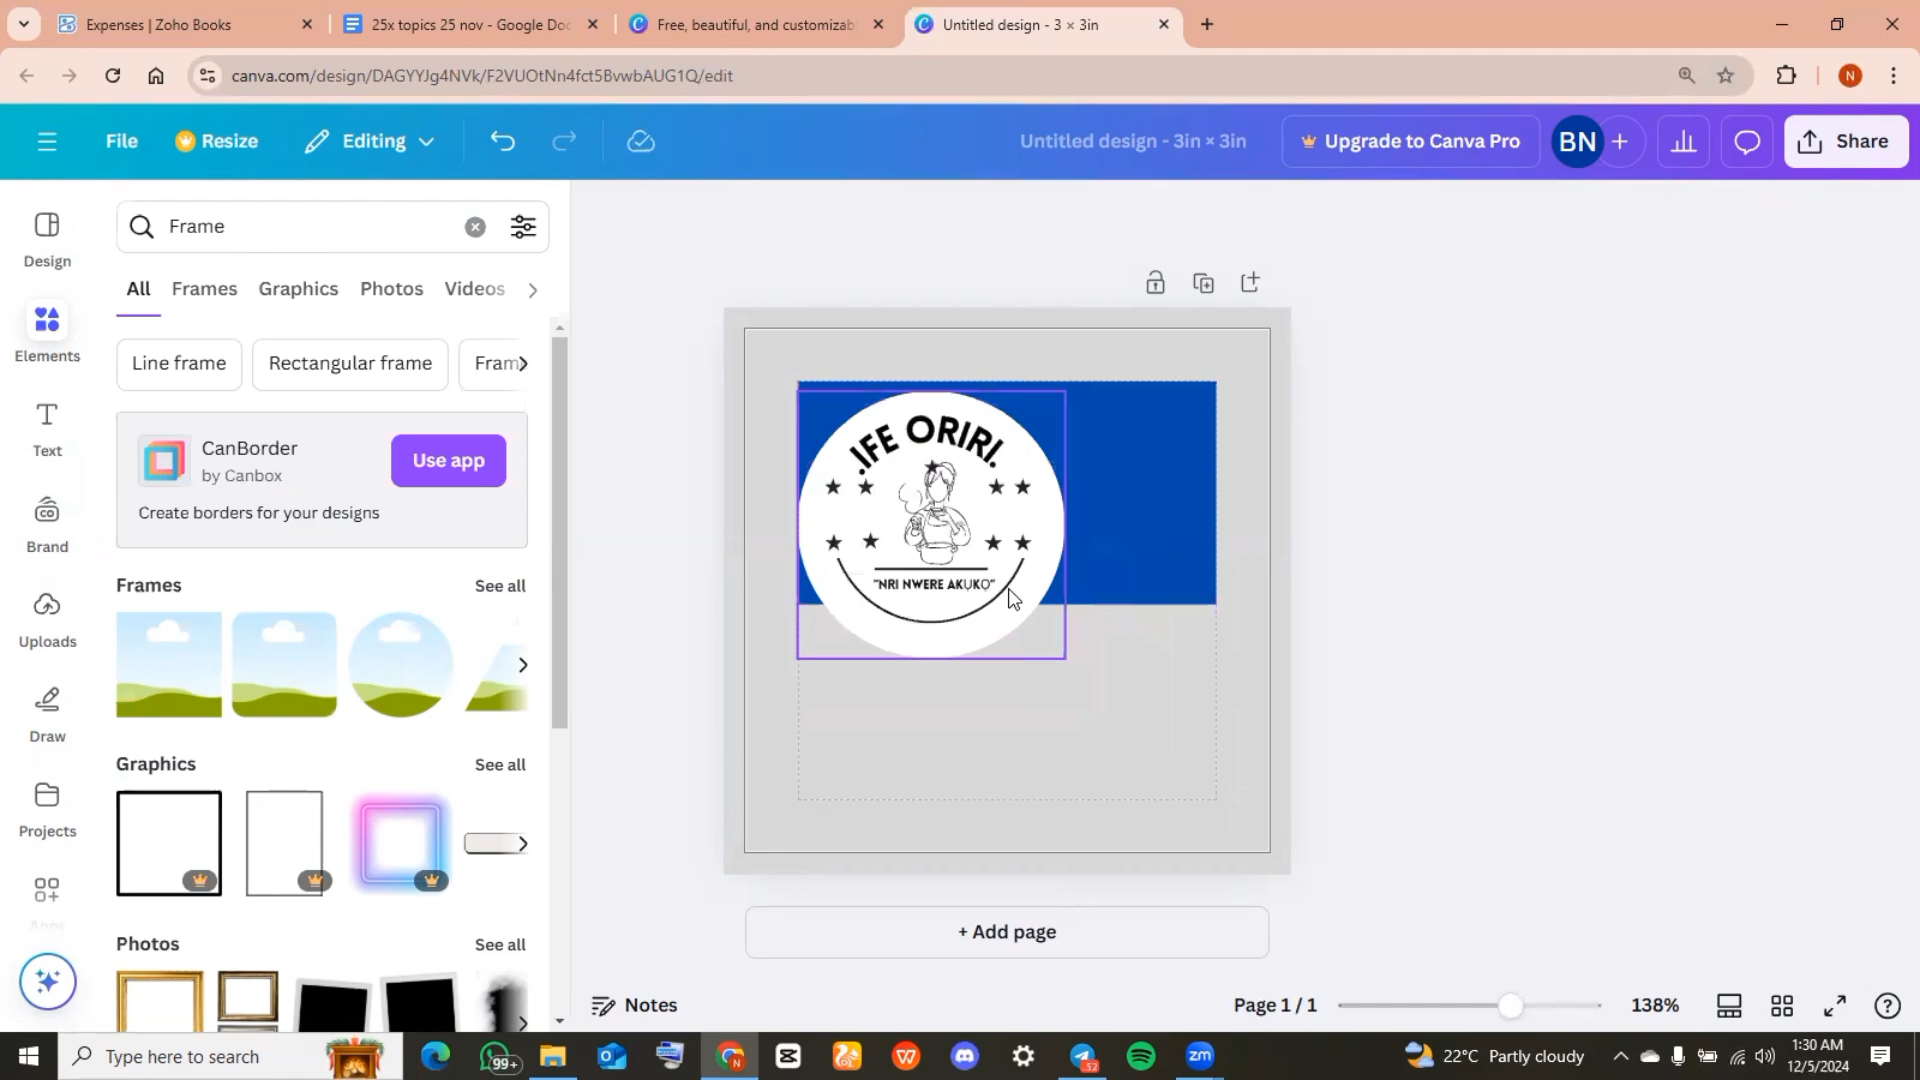 Expenses | Zoho Books
25x topics 25 nov - Google Doc
Free, beautiful, and customizab
Untitled design - 3 × 3in
canva.com/design/DAGYYJg4NVk/F2VUOtNn4fct5BvwbAUG1Q/edit
N
File
Resize
Editing
Untitled design - 3in × 3in
Upgrade to Canva Pro
BN
Share
Design
Elements
Text
Brand
Uploads
Draw
Projects
Apps
Frame
All
Frames
Graphics
Photos
Videos
Line frame
Rectangular frame
Fram
CanBorder
by Canbox
Use app
Create borders for your designs
Frames
See all
Graphics
See all
Photos
See all
.IFE ORIRI.
"NRI NWERE AKỤKỌ"
+ Add page
Notes
Page 1 / 1
138%
Type here to search
99+
52
zm
22°C Partly cloudy
1:30 AM
12/5/2024